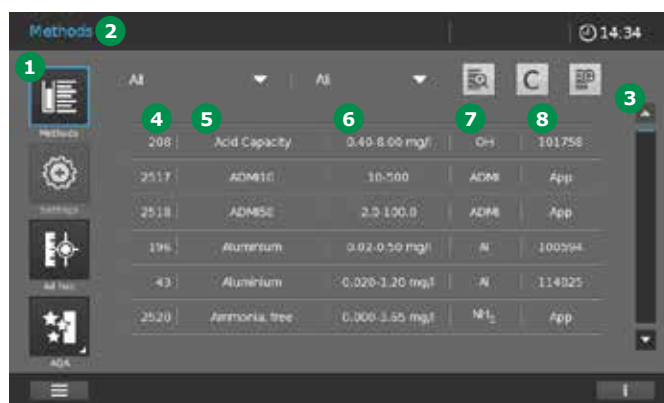 Methods 2 14:34
1 All All C
3
4 5 6 7 8
Methods
208 Acid Capacity 0.40-8.00 mg/l OH 101758
2517 ADMI10 10-500 ADMI App
Settings
2518 ADMI50 2.0-100.0 ADMI App
196 Aluminium 0.02-0.50 mg/l Al 100594
Ad hoc
43 Aluminium 0.020-1.20 mg/l Al 114825
2520 Ammonia, free 0.000-3.65 mg/l App
AQA
i